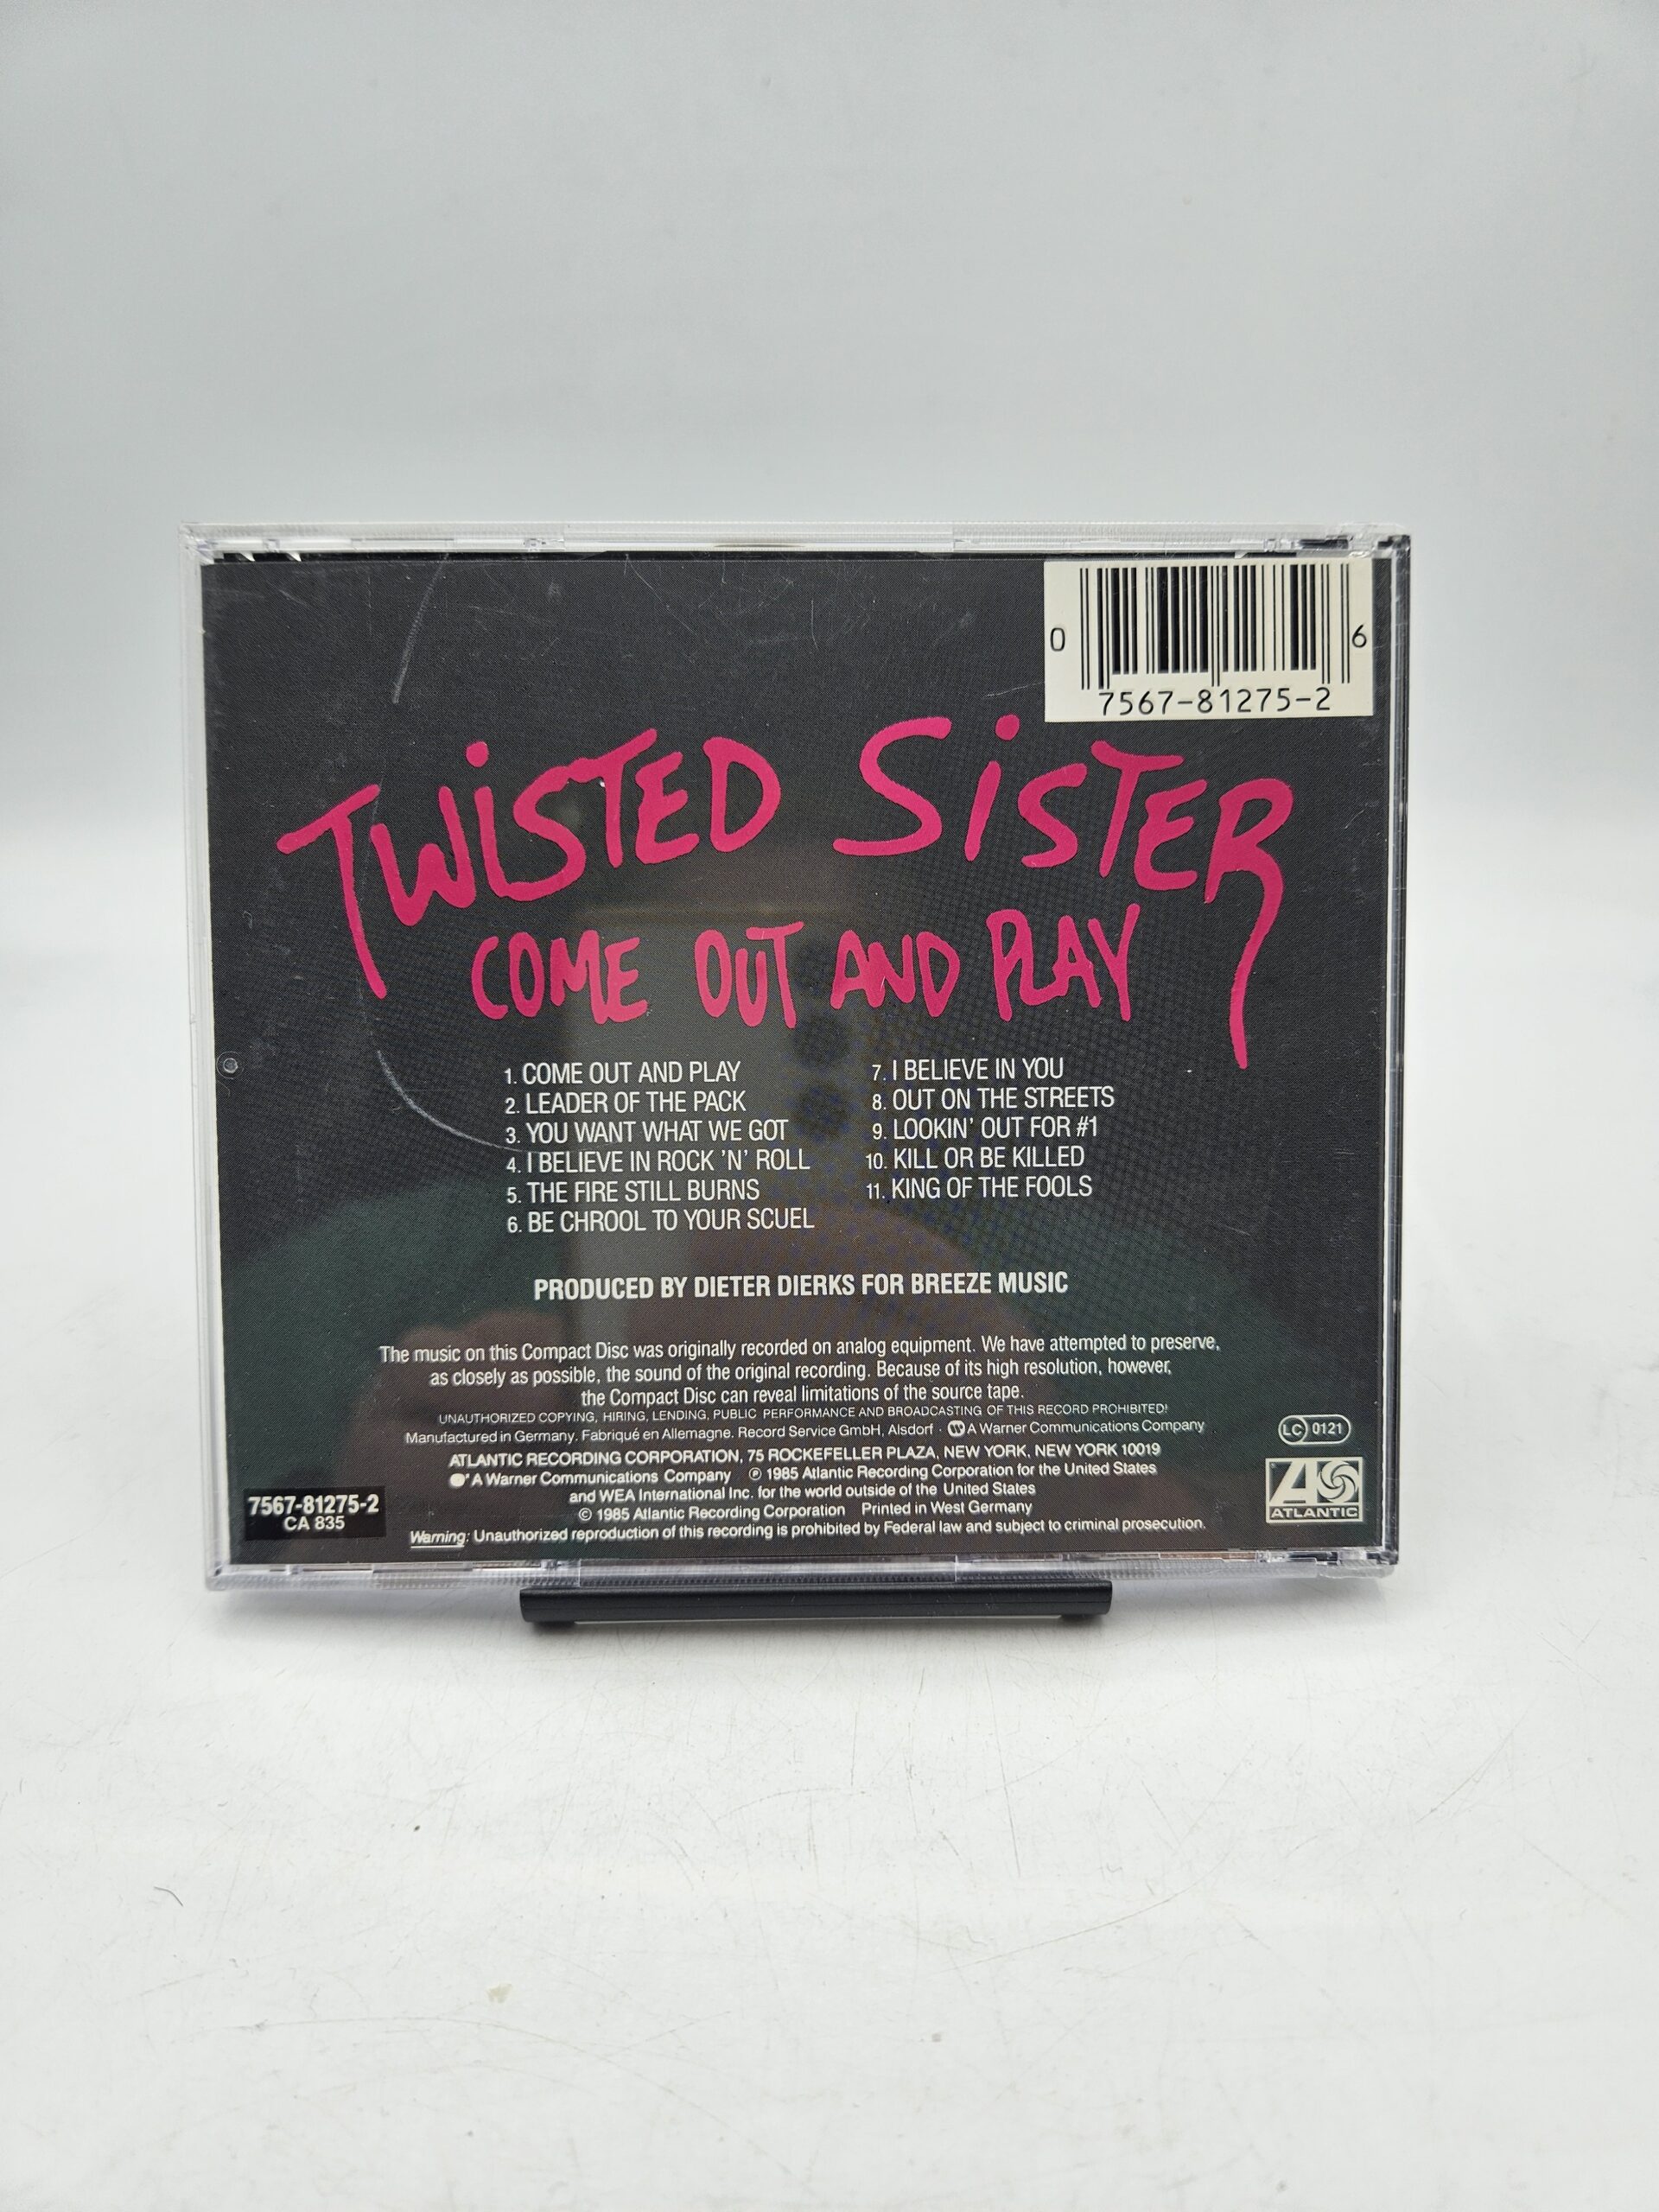 0 6
7567-81275-2
TWiSTED SiSTER
COME OUT AND PLAY
1. COME OUT AND PLAY
2. LEADER OF THE PACK
3. YOU WANT WHAT WE GOT
4. I BELIEVE IN ROCK 'N' ROLL
5. THE FIRE STILL BURNS
6. BE CHROOL TO YOUR SCUEL
7. I BELIEVE IN YOU
8. OUT ON THE STREETS
9. LOOKIN' OUT FOR #1
10. KILL OR BE KILLED
11. KING OF THE FOOLS
PRODUCED BY DIETER DIERKS FOR BREEZE MUSIC
The music on this Compact Disc was originally recorded on analog equipment. We have attempted to preserve,
as closely as possible, the sound of the original recording. Because of its high resolution, however,
the Compact Disc can reveal limitations of the source tape.
UNAUTHORIZED COPYING, HIRING, LENDING, PUBLIC PERFORMANCE AND BROADCASTING OF THIS RECORD PROHIBITED!
Manufactured in Germany. Fabriqué en Allemagne. Record Service GmbH, Alsdorf · A Warner Communications Company
ATLANTIC RECORDING CORPORATION, 75 ROCKEFELLER PLAZA, NEW YORK, NEW YORK 10019
A Warner Communications Company ℗ 1985 Atlantic Recording Corporation for the United States
and WEA International Inc. for the world outside of the United States
© 1985 Atlantic Recording Corporation Printed in West Germany
Warning: Unauthorized reproduction of this recording is prohibited by Federal law and subject to criminal prosecution.
7567-81275-2
CA 835
LC 0121
ATLANTIC